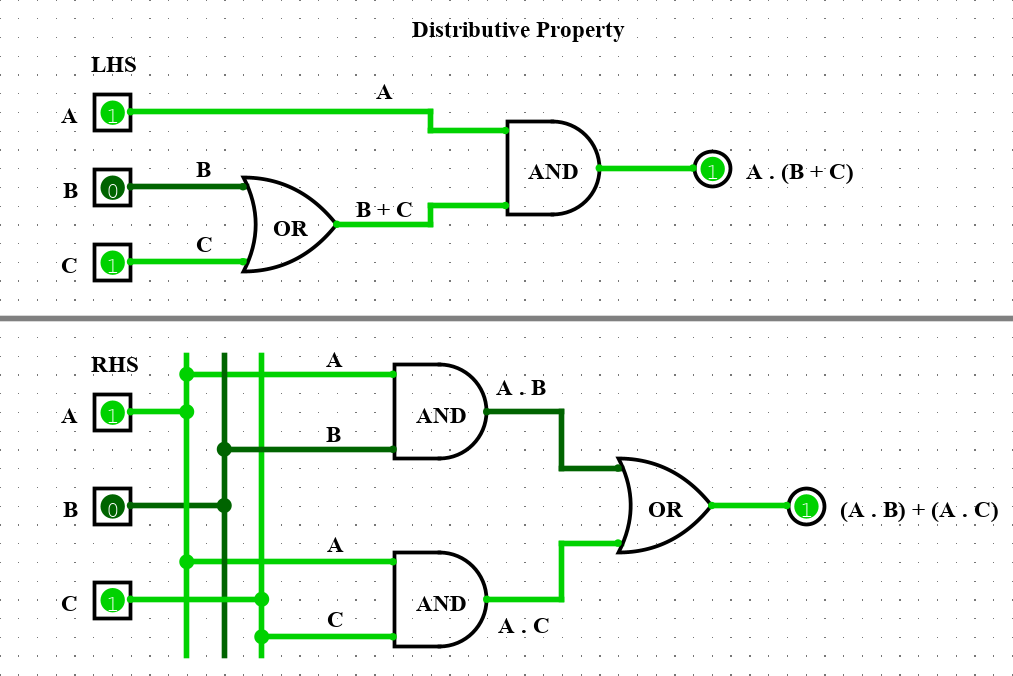 Distributive Property
LHS
A 1 A
B 0 B
C 1 C
OR
B + C
AND
1 A . (B + C)
RHS
A 1
B 0
C 1
A
B
AND
A . B
A
C
AND
A . C
OR
1 (A . B) + (A . C)